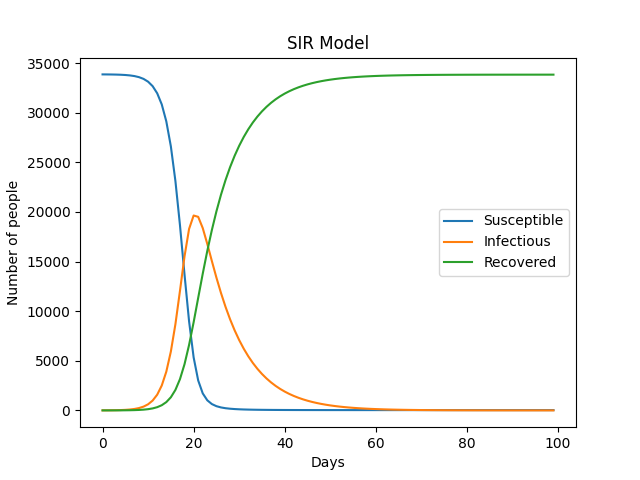 SIR Model
Number of people
35000
30000
25000
20000
15000
10000
5000
0
Susceptible
Infectious
Recovered
0 20 40 60 80 100
Days